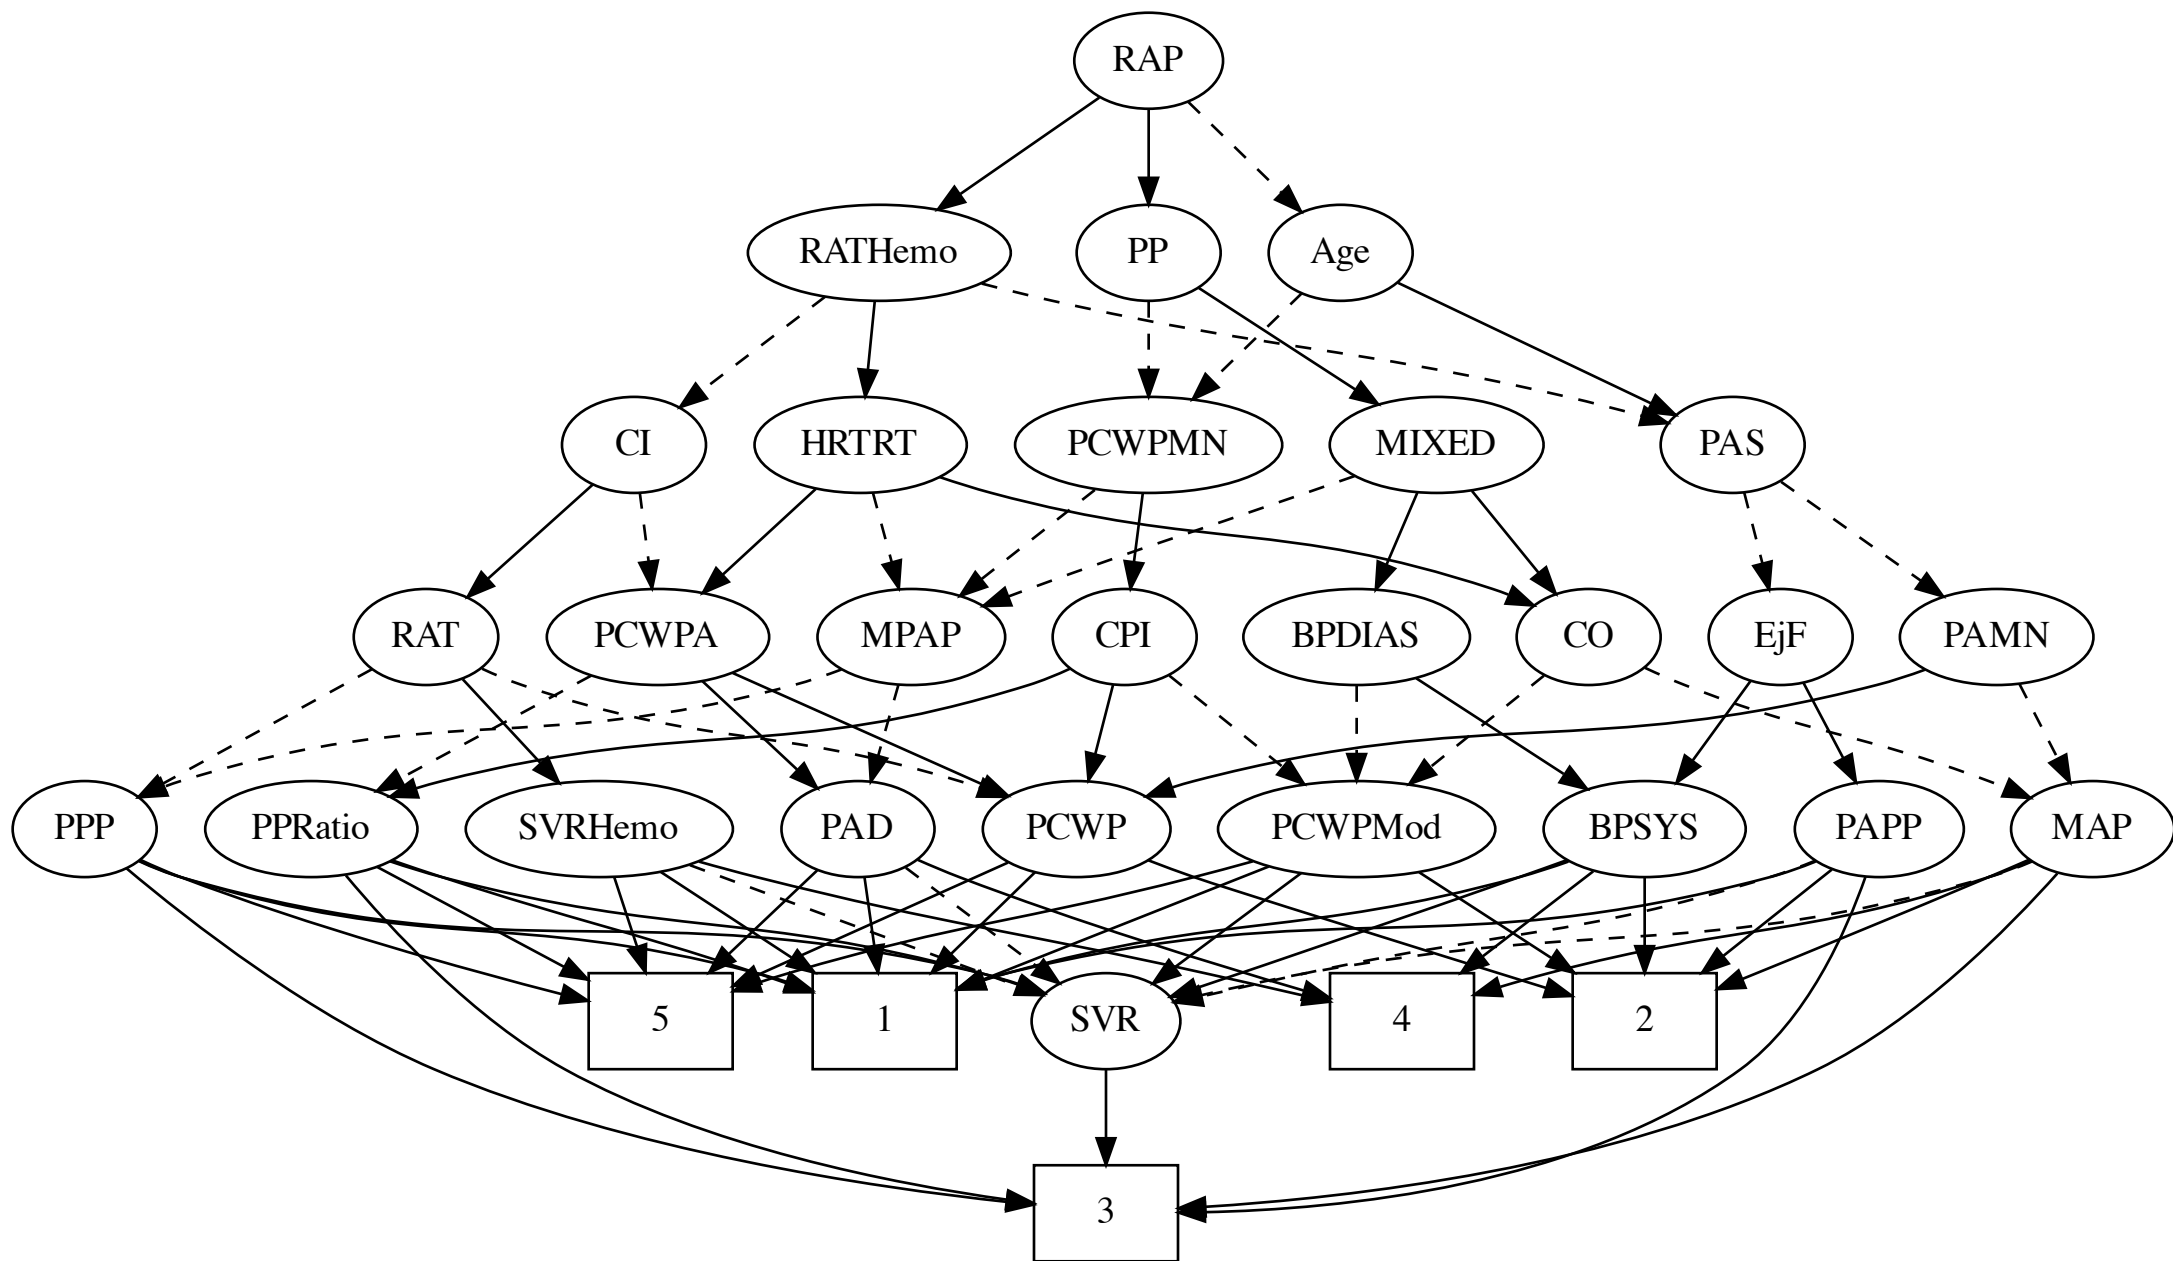 RAP
RATHemo
PP
Age
CI
HRTRT
PCWPMN
MIXED
PAS
RAT
PCWPA
MPAP
CPI
BPDIAS
CO
EjF
PAMN
PPP
PPRatio
SVRHemo
PAD
PCWP
PCWPMod
BPSYS
PAPP
MAP
5
1
SVR
4
2
3